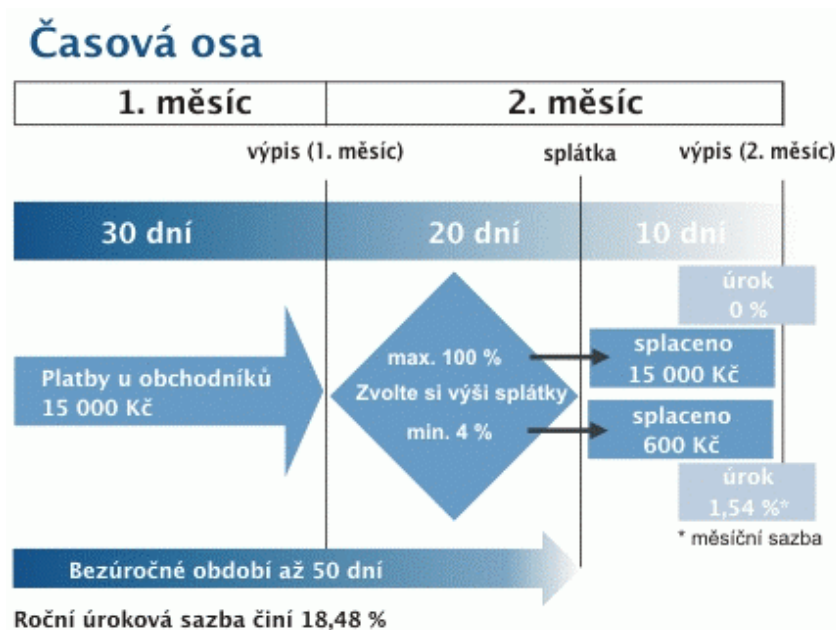 Časová osa
1. měsíc
2. měsíc
výpis (1. měsíc)
splátka
výpis (2. měsíc)
30 dní
20 dní
10 dní
úrok
0 %
Platby u obchodníků
15 000 Kč
max. 100 %
Zvolte si výši splátky
min. 4 %
splaceno
15 000 Kč
splaceno
600 Kč
úrok
1,54 %*
* měsíční sazba
Bezúročné období až 50 dní
Roční úroková sazba činí 18,48 %